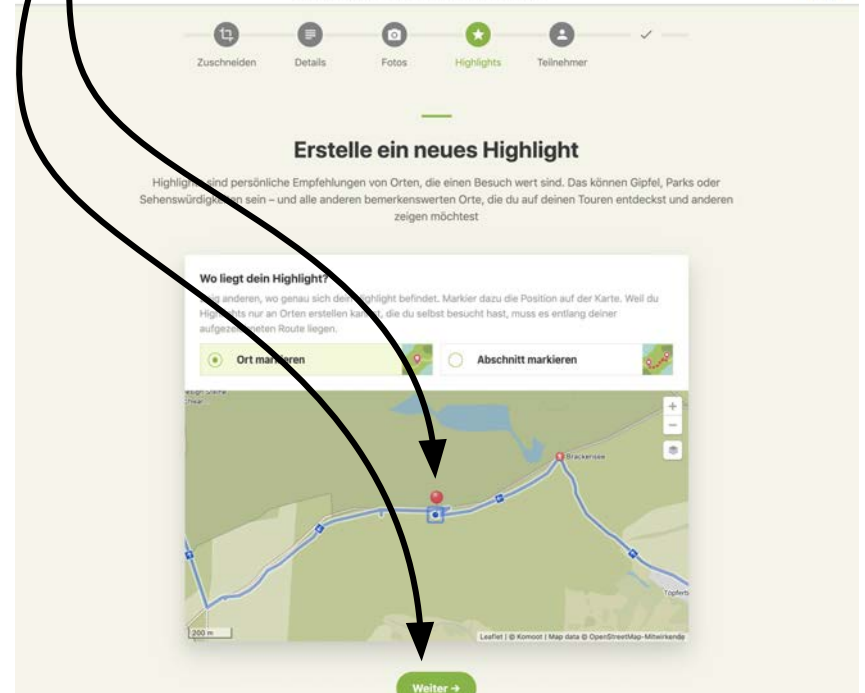 Zuschneiden Details Fotos Highlights Teilnehmer
Erstelle ein neues Highlight
Highlights sind persönliche Empfehlungen von Orten, die einen Besuch wert sind. Das können Gipfel, Parks oder
Sehenswürdigkeiten sein – und alle anderen bemerkenswerten Orte, die du auf deinen Touren entdeckst und anderen
zeigen möchtest
Wo liegt dein Highlight?
Zeig anderen, wo genau sich dein Highlight befindet. Markier dazu die Position auf der Karte. Weil du
Highlights nur an Orten erstellen kannst, die du selbst besucht hast, muss es entlang deiner
aufgezeichneten Route liegen.
Ort markieren
Abschnitt markieren
+
−
Brackensee
200 m
Leaflet | © Komoot | Map data © OpenStreetMap-Mitwirkende
Weiter →